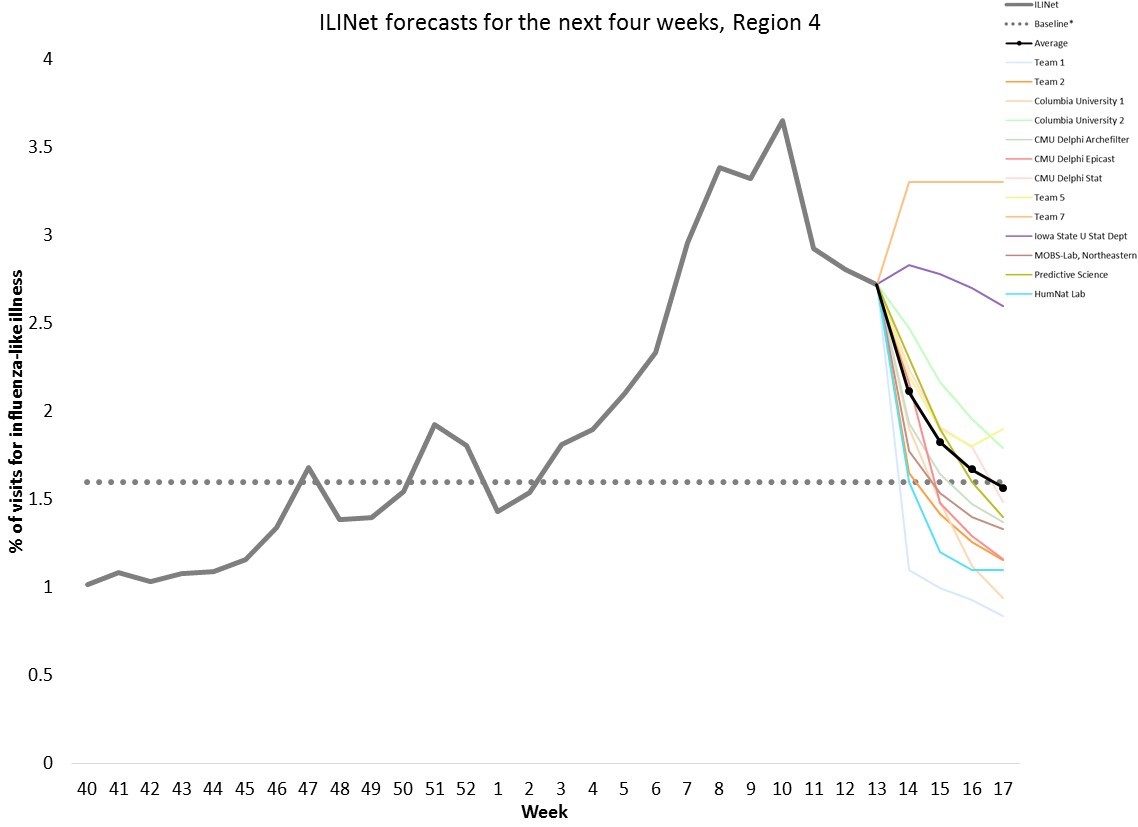 ILINet forecasts for the next four weeks, Region 4
ILINet
Baseline*
Average
Team 1
Team 2
Columbia University 1
Columbia University 2
CMU Delphi Archefilter
CMU Delphi Epicast
CMU Delphi Stat
Team 5
Team 7
Iowa State U Stat Dept
MOBS-Lab, Northeastern
Predictive Science
HumNat Lab
% of visits for influenza-like illness
4
3.5
3
2.5
2
1.5
1
0.5
0
40 41 42 43 44 45 46 47 48 49 50 51 52 1 2 3 4 5 6 7 8 9 10 11 12 13 14 15 16 17
Week